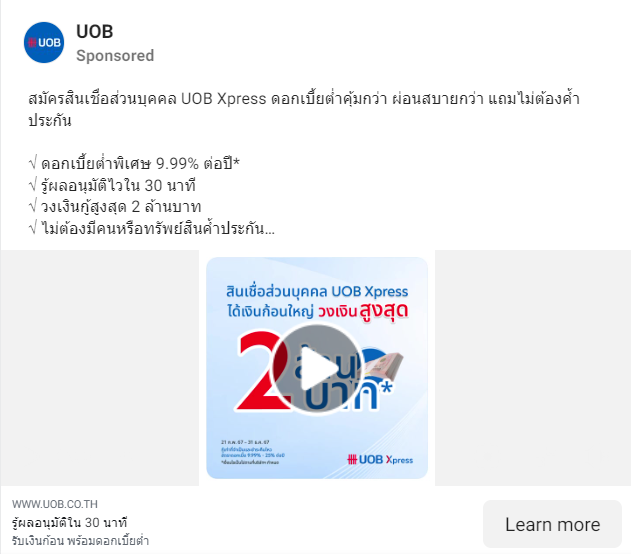 UOB
UOB
Sponsored
สมัครสินเชื่อส่วนบุคคล UOB Xpress ดอกเบี้ยต่ำคุ้มกว่า ผ่อนสบายกว่า แถมไม่ต้องค้ำ
ประกัน
√ ดอกเบี้ยต่ำพิเศษ 9.99% ต่อปี*
√ รู้ผลอนุมัติไวใน 30 นาที
√ วงเงินกู้สูงสุด 2 ล้านบาท
√ ไม่ต้องมีคนหรือทรัพย์สินค้ำประกัน...
สินเชื่อส่วนบุคคล UOB Xpress
ได้เงินก้อนใหญ่ วงเงินสูงสุด
2 ล้าน
บาท*
21 ก.พ. 67 - 31 ธ.ค. 67
UOB Xpress
WWW.UOB.CO.TH
รู้ผลอนุมัติใน 30 นาที
รับเงินก้อน พร้อมดอกเบี้ยต่ำ
Learn more